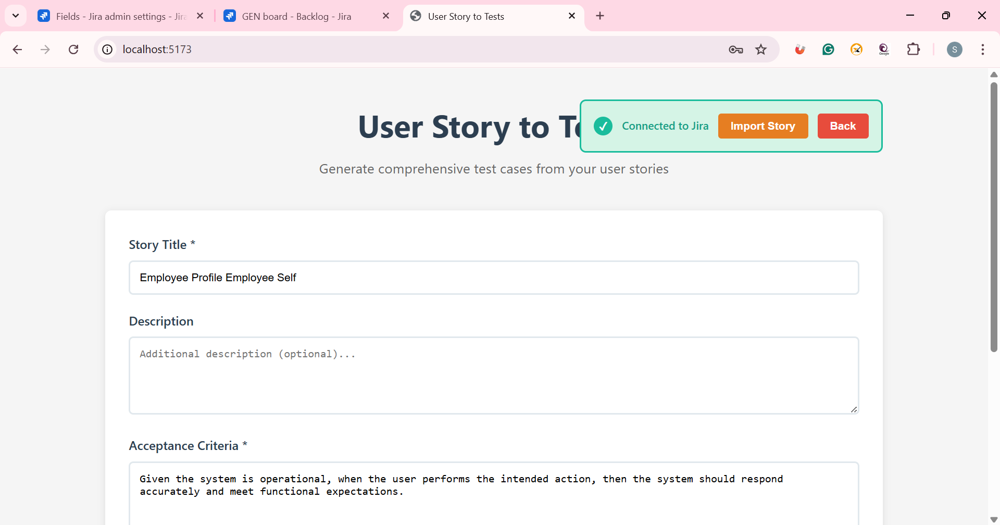 Fields - Jira admin settings - Jira
GEN board - Backlog - Jira
User Story to Tests
localhost:5173
S
User Story to
Connected to Jira
Import Story
Back
Generate comprehensive test cases from your user stories
Story Title *
Employee Profile Employee Self
Description
Additional description (optional)...
Acceptance Criteria *
Given the system is operational, when the user performs the intended action, then the system should respond
accurately and meet functional expectations.